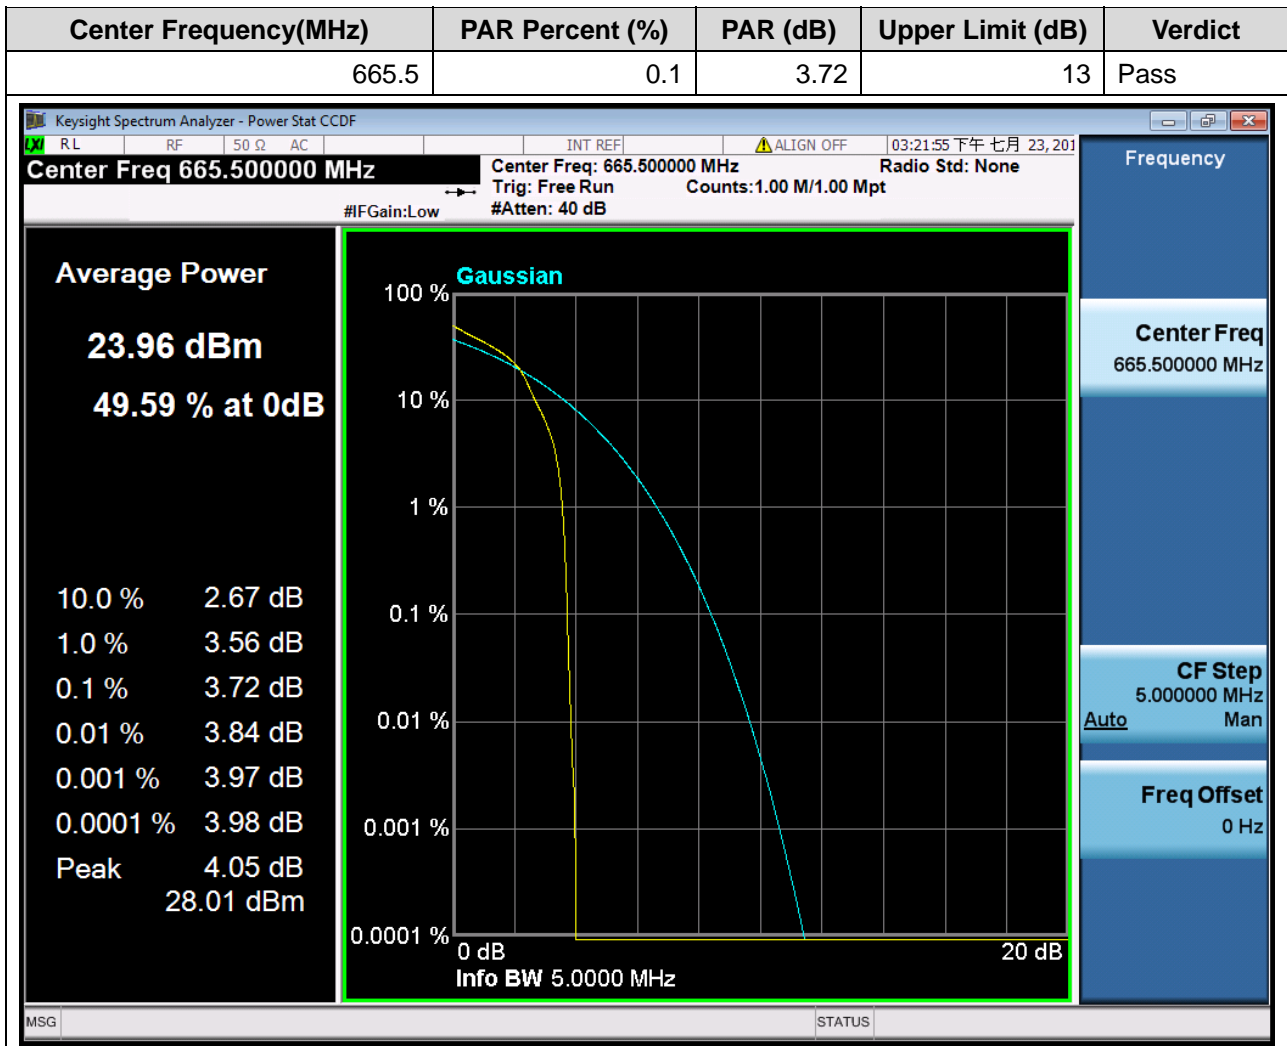 Center Frequency(MHz) PAR Percent (%) PAR (dB) Upper Limit (dB) Verdict
665.5 0.1 3.72 13 Pass
Keysight Spectrum Analyzer - Power Stat CCDF
LXI RL RF 50 Ω AC INT REF ALIGN OFF 03:21:55 下午 七月 23, 201
Center Freq 665.500000 MHz
Center Freq: 665.500000 MHz Radio Std: None
Trig: Free Run Counts:1.00 M/1.00 Mpt
#IFGain:Low #Atten: 40 dB
Frequency
Average Power
23.96 dBm
49.59 % at 0dB
10.0 % 2.67 dB
1.0 % 3.56 dB
0.1 % 3.72 dB
0.01 % 3.84 dB
0.001 % 3.97 dB
0.0001 % 3.98 dB
Peak 4.05 dB
28.01 dBm
Gaussian
100 %
10 %
1 %
0.1 %
0.01 %
0.001 %
0.0001 %
0 dB 20 dB
Info BW 5.0000 MHz
Center Freq
665.500000 MHz
CF Step
5.000000 MHz
Auto Man
Freq Offset
0 Hz
MSG STATUS